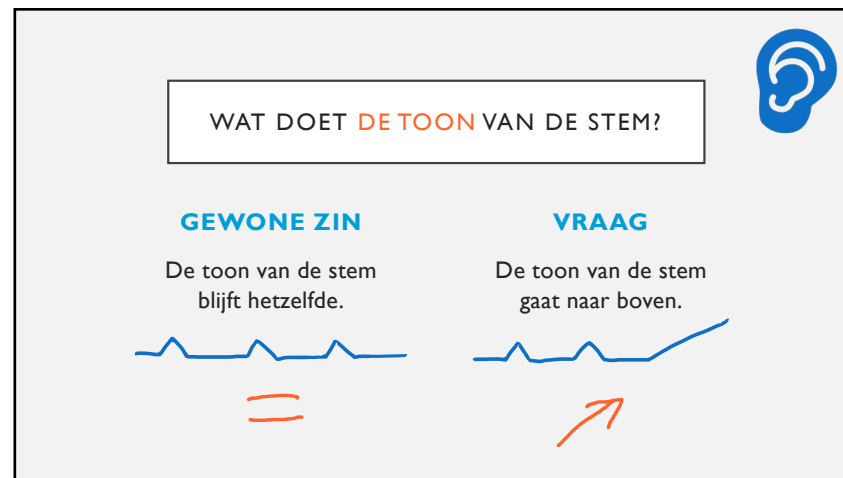 WAT DOET DE TOON VAN DE STEM?
GEWONE ZIN
De toon van de stem
blijft hetzelfde.
VRAAG
De toon van de stem
gaat naar boven.